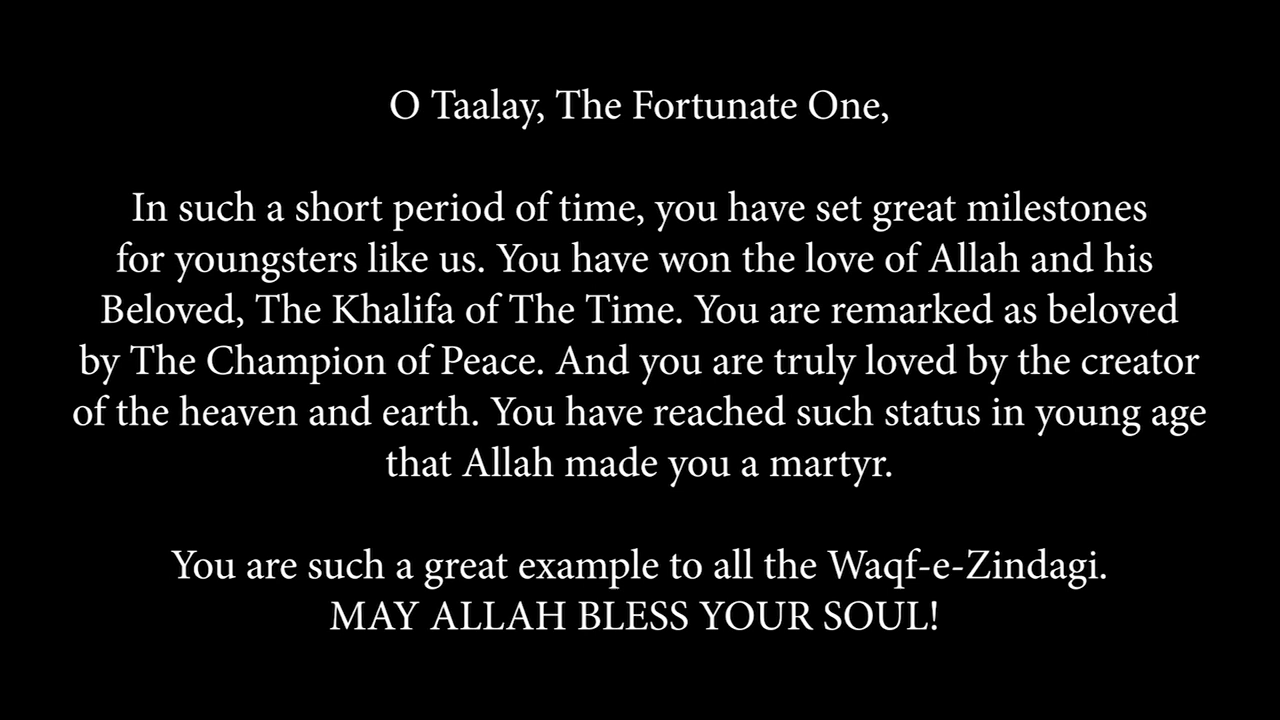 O Taalay, The Fortunate One,
In such a short period of time, you have set great milestones
for youngsters like us. You have won the love of Allah and his
Beloved, The Khalifa of The Time. You are remarked as beloved
by The Champion of Peace. And you are truly loved by the creator
of the heaven and earth. You have reached such status in young age
that Allah made you a martyr.
You are such a great example to all the Waqf-e-Zindagi.
MAY ALLAH BLESS YOUR SOUL!